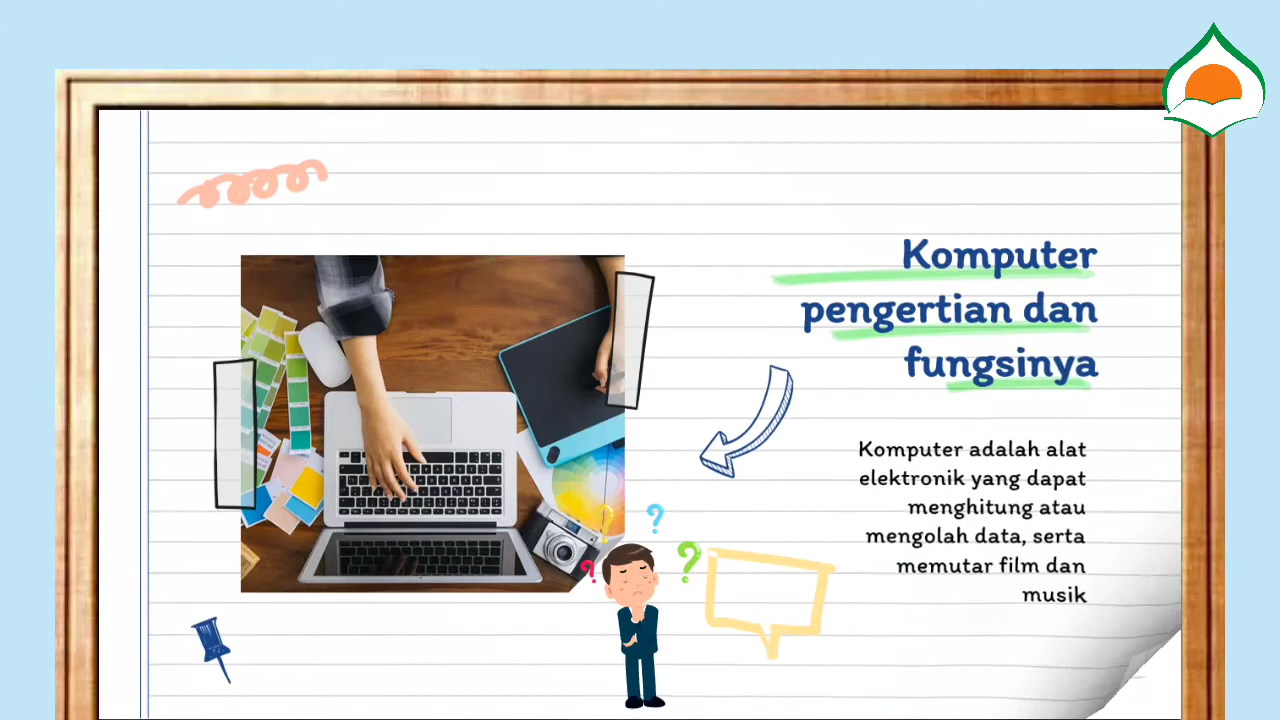 Komputer
pengertian dan
fungsinya
Komputer adalah alat
elektronik yang dapat
menghitung atau
mengolah data, serta
memutar film dan
musik
?
?
?
?